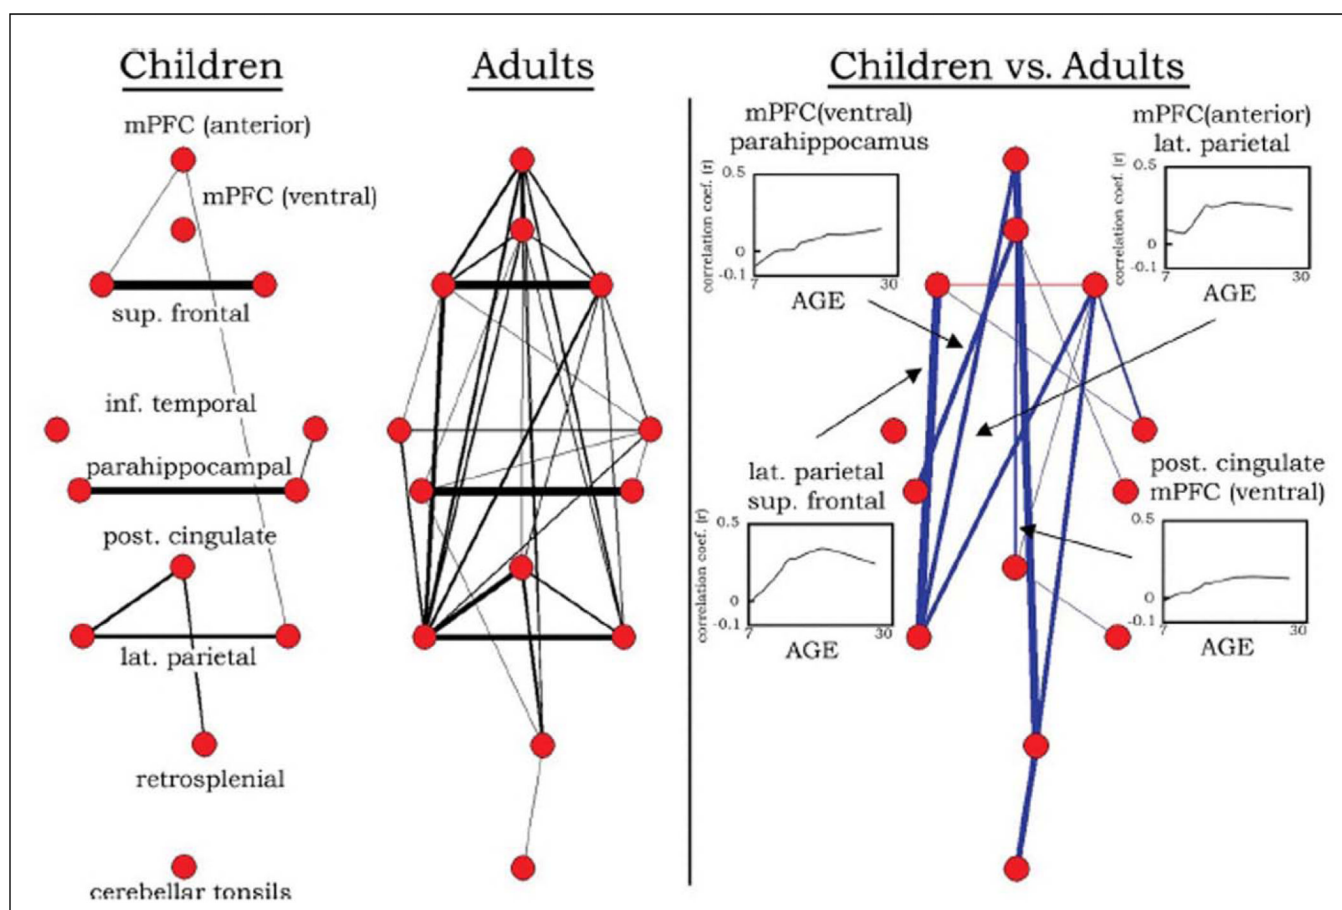 Children
mPFC (anterior)
mPFC (ventral)
sup. frontal
inf. temporal
parahippocampal
post. cingulate
lat. parietal
retrosplenial
cerebellar tonsils
Adults
Children vs. Adults
mPFC(ventral)
parahippocamus
correlation coef. (r)
0.5
0
-0.1
7
30
AGE
mPFC(anterior)
lat. parietal
correlation coef. (r)
0.5
0
-0.1
7
30
AGE
lat. parietal
sup. frontal
correlation coef. (r)
0.5
0
-0.1
7
30
AGE
post. cingulate
mPFC (ventral)
correlation coef. (r)
0.5
0
-0.1
7
30
AGE